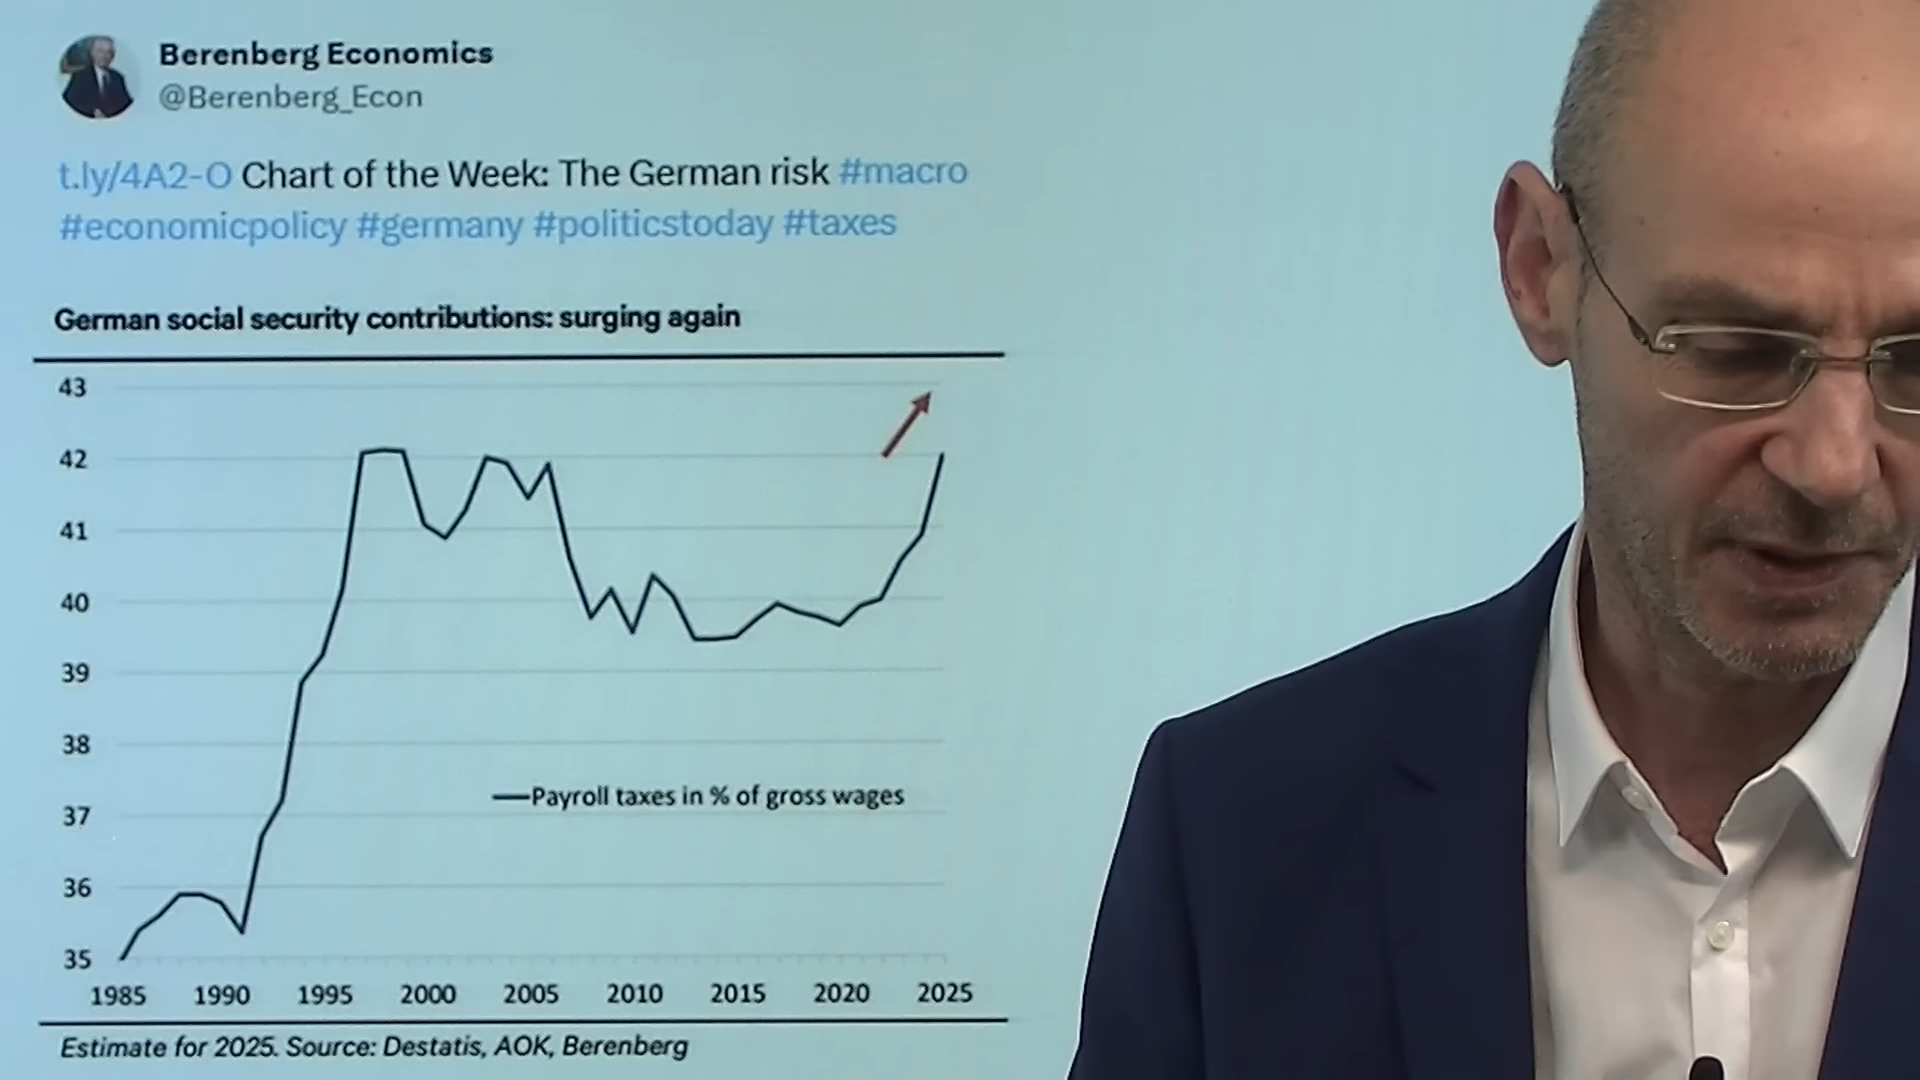 Berenberg Economics
@Berenberg_Econ
t.ly/4A2-O Chart of the Week: The German risk #macro
#economicpolicy #germany #politicstoday #taxes
German social security contributions: surging again
43
42
41
40
39
38
Payroll taxes in % of gross wages
37
36
35
1985 1990 1995 2000 2005 2010 2015 2020 2025
Estimate for 2025. Source: Destatis, AOK, Berenberg